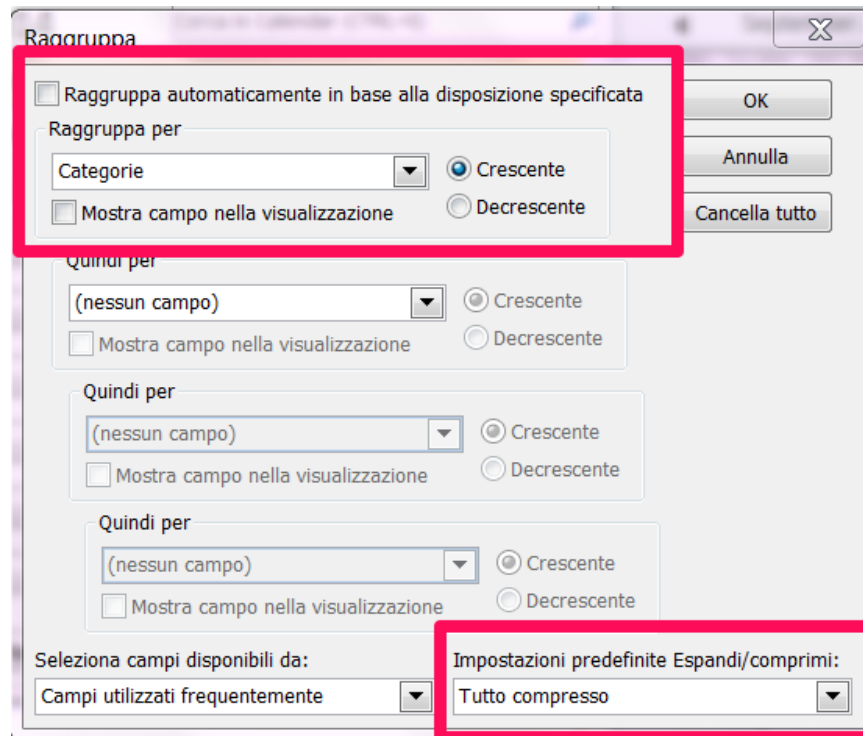 Raggruppa
Raggruppa automaticamente in base alla disposizione specificata
OK
Raggruppa per
Categorie
Crescente
Annulla
Mostra campo nella visualizzazione
Decrescente
Cancella tutto
Quindi per
(nessun campo)
Crescente
Mostra campo nella visualizzazione
Decrescente
Quindi per
(nessun campo)
Crescente
Mostra campo nella visualizzazione
Decrescente
Quindi per
(nessun campo)
Crescente
Mostra campo nella visualizzazione
Decrescente
Seleziona campi disponibili da:
Impostazioni predefinite Espandi/comprimi:
Campi utilizzati frequentemente
Tutto compresso